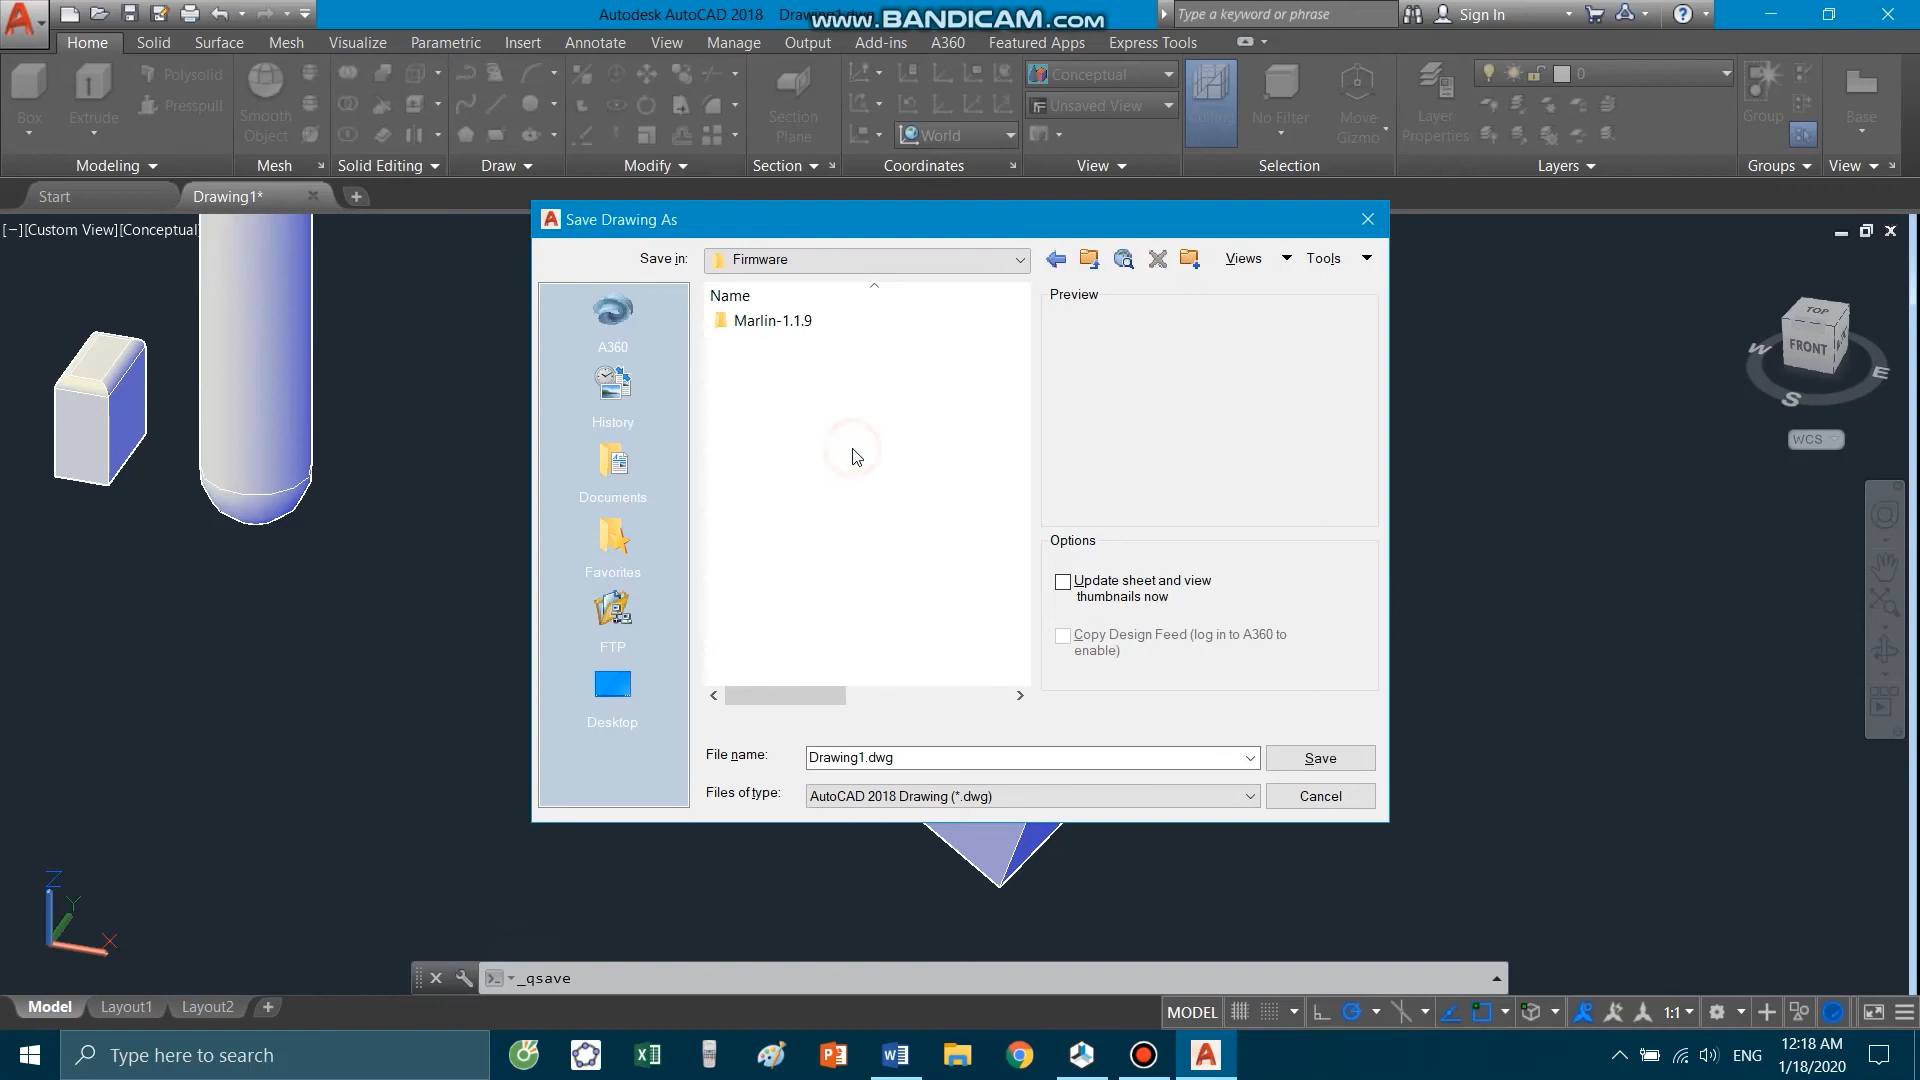 Autodesk AutoCAD 2018 Drawing1.dwg
www.BANDICAM.com
Type a keyword or phrase
Sign In
Home Solid Surface Mesh Visualize Parametric Insert Annotate View Manage Output Add-ins A360 Featured Apps Express Tools
Box
Extrude
Polysolid
Presspull
Smooth Object
Section Plane
World
Conceptual
Unsaved View
Culling
No Filter
Move Gizmo
Layer Properties
0
Group
Base
Modeling Mesh Solid Editing Draw Modify Section Coordinates View Selection Layers Groups View
Start Drawing1*
[−][Custom View][Conceptual]
Save Drawing As
Save in: Firmware Views Tools
Name
Marlin-1.1.9
A360
History
Documents
Favorites
FTP
Desktop
Preview
Options
Update sheet and view
thumbnails now
Copy Design Feed (log in to A360 to
enable)
File name: Drawing1.dwg Save
Files of type: AutoCAD 2018 Drawing (*.dwg) Cancel
TOP
FRONT
W
E
S
WCS
Z
Y
X
_qsave
Model Layout1 Layout2
MODEL 1:1
Type here to search
ENG
12:18 AM
1/18/2020